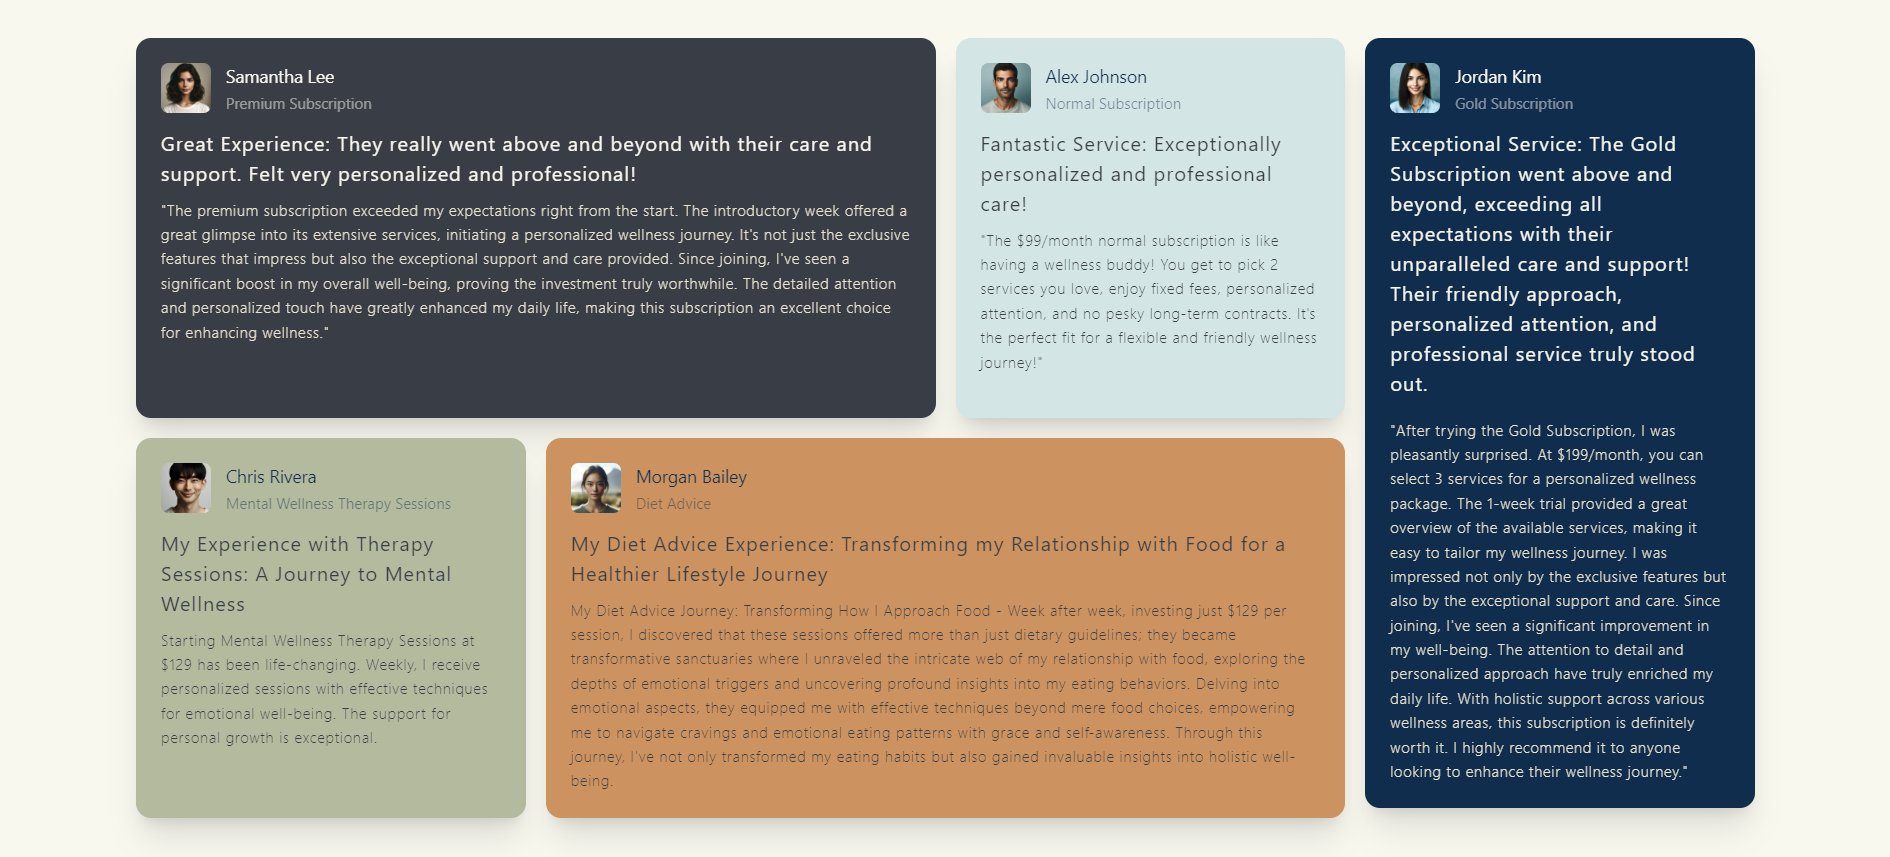 Samantha Lee
Premium Subscription
Great Experience: They really went above and beyond with their care and
support. Felt very personalized and professional!
"The premium subscription exceeded my expectations right from the start. The introductory week offered a
great glimpse into its extensive services, initiating a personalized wellness journey. It's not just the exclusive
features that impress but also the exceptional support and care provided. Since joining, I've seen a
significant boost in my overall well-being, proving the investment truly worthwhile. The detailed attention
and personalized touch have greatly enhanced my daily life, making this subscription an excellent choice
for enhancing wellness."
Alex Johnson
Normal Subscription
Fantastic Service: Exceptionally
personalized and professional
care!
"The $99/month normal subscription is like
having a wellness buddy! You get to pick 2
services you love, enjoy fixed fees, personalized
attention, and no pesky long-term contracts. It's
the perfect fit for a flexible and friendly wellness
journey!"
Jordan Kim
Gold Subscription
Exceptional Service: The Gold
Subscription went above and
beyond, exceeding all
expectations with their
unparalleled care and support!
Their friendly approach,
personalized attention, and
professional service truly stood
out.
"After trying the Gold Subscription, I was
pleasantly surprised. At $199/month, you can
select 3 services for a personalized wellness
package. The 1-week trial provided a great
overview of the available services, making it
easy to tailor my wellness journey. I was
impressed not only by the exclusive features but
also by the exceptional support and care. Since
joining, I've seen a significant improvement in
my well-being. The attention to detail and
personalized approach have truly enriched my
daily life. With holistic support across various
wellness areas, this subscription is definitely
worth it. I highly recommend it to anyone
looking to enhance their wellness journey."
Chris Rivera
Mental Wellness Therapy Sessions
My Experience with Therapy
Sessions: A Journey to Mental
Wellness
Starting Mental Wellness Therapy Sessions at
$129 has been life-changing. Weekly, I receive
personalized sessions with effective techniques
for emotional well-being. The support for
personal growth is exceptional.
Morgan Bailey
Diet Advice
My Diet Advice Experience: Transforming my Relationship with Food for a
Healthier Lifestyle Journey
My Diet Advice Journey: Transforming How I Approach Food - Week after week, investing just $129 per
session, I discovered that these sessions offered more than just dietary guidelines; they became
transformative sanctuaries where I unraveled the intricate web of my relationship with food, exploring the
depths of emotional triggers and uncovering profound insights into my eating behaviors. Delving into
emotional aspects, they equipped me with effective techniques beyond mere food choices, empowering
me to navigate cravings and emotional eating patterns with grace and self-awareness. Through this
journey, I've not only transformed my eating habits but also gained invaluable insights into holistic well-
being.